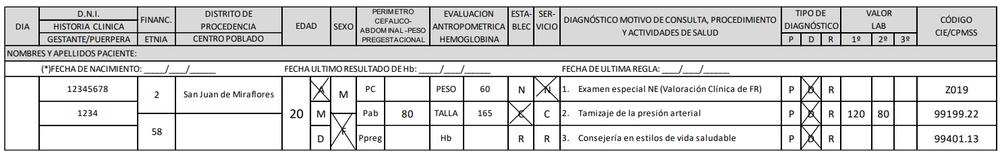 DIA D.N.I. FINANC. DISTRITO DE PROCEDENCIA EDAD SEXO PERIMETRO CEFALICO-ABDOMINAL -PESO PREGESTACIONAL EVALUACION ANTROPOMETRICA HEMOGLOBINA ESTA-BLEC SER-VICIO DIAGNÓSTICO MOTIVO DE CONSULTA, PROCEDIMIENTO Y ACTIVIDADES DE SALUD TIPO DE DIAGNÓSTICO VALOR LAB CÓDIGO CIE/CPMSS
HISTORIA CLINICA
GESTANTE/PUERPERA ETNIA CENTRO POBLADO P D R 1º 2º 3º
NOMBRES Y APELLIDOS PACIENTE:
(*)FECHA DE NACIMIENTO: _____/____/______ FECHA ULTIMO RESULTADO DE Hb: _____/____/______ FECHA DE ULTIMA REGLA: ____/____/______
12345678 2 San Juan de Miraflores 20 A M PC PESO 60 N N 1. Examen especial NE (Valoración Clínica de FR) P D R Z019
1234 M Pab 80 TALLA 165 C C 2. Tamizaje de la presión arterial P D R 120 80 99199.22
58 D F Ppreg Hb R R 3. Consejería en estilos de vida saludable P D R 99401.13